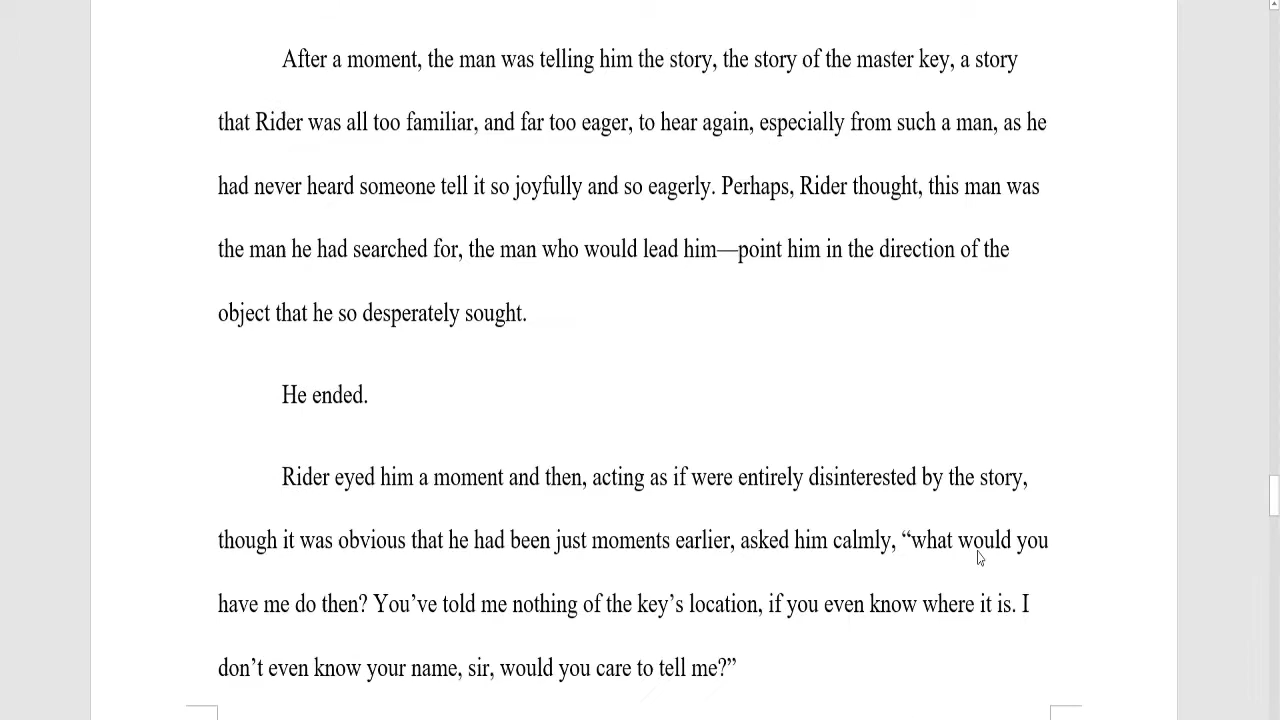 After a moment, the man was telling him the story, the story of the master key, a story
that Rider was all too familiar, and far too eager, to hear again, especially from such a man, as he
had never heard someone tell it so joyfully and so eagerly. Perhaps, Rider thought, this man was
the man he had searched for, the man who would lead him—point him in the direction of the
object that he so desperately sought.
He ended.
Rider eyed him a moment and then, acting as if were entirely disinterested by the story,
though it was obvious that he had been just moments earlier, asked him calmly, “what would you
have me do then? You’ve told me nothing of the key’s location, if you even know where it is. I
don’t even know your name, sir, would you care to tell me?”